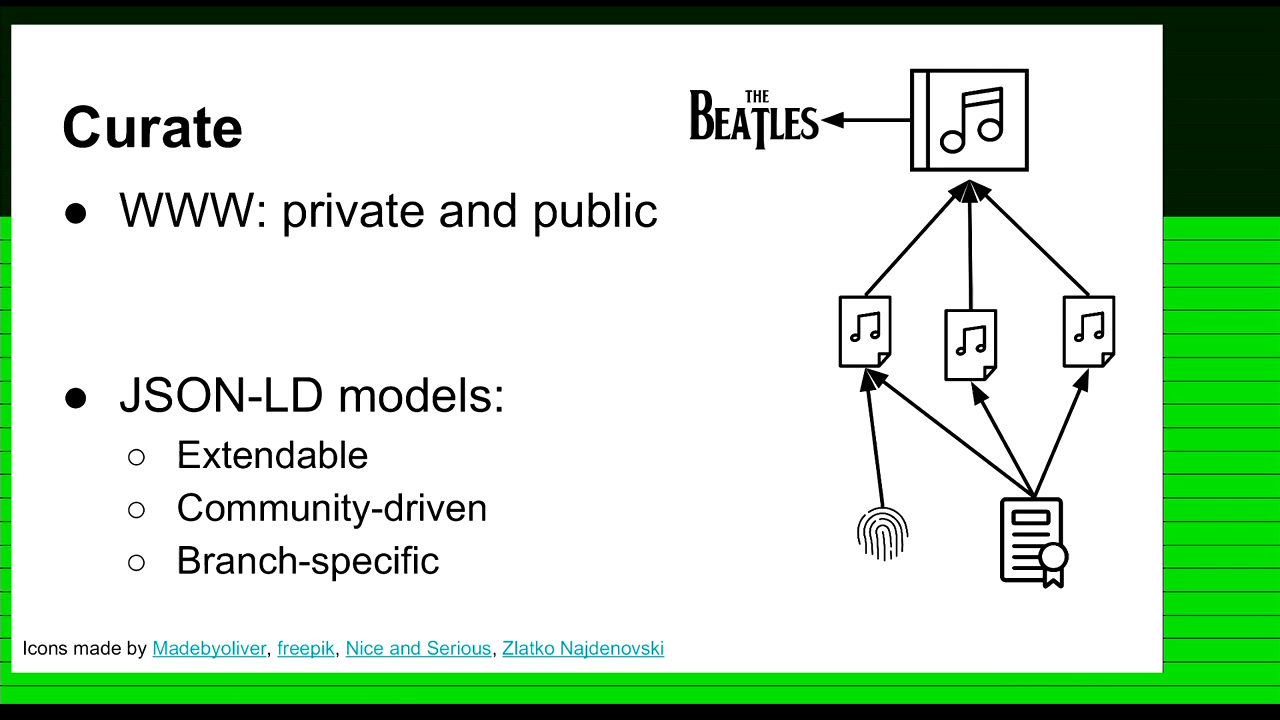 THE
BEATLES
Curate
● WWW: private and public
● JSON-LD models:
○ Extendable
○ Community-driven
○ Branch-specific
Icons made by Madebyoliver, freepik, Nice and Serious, Zlatko Najdenovski